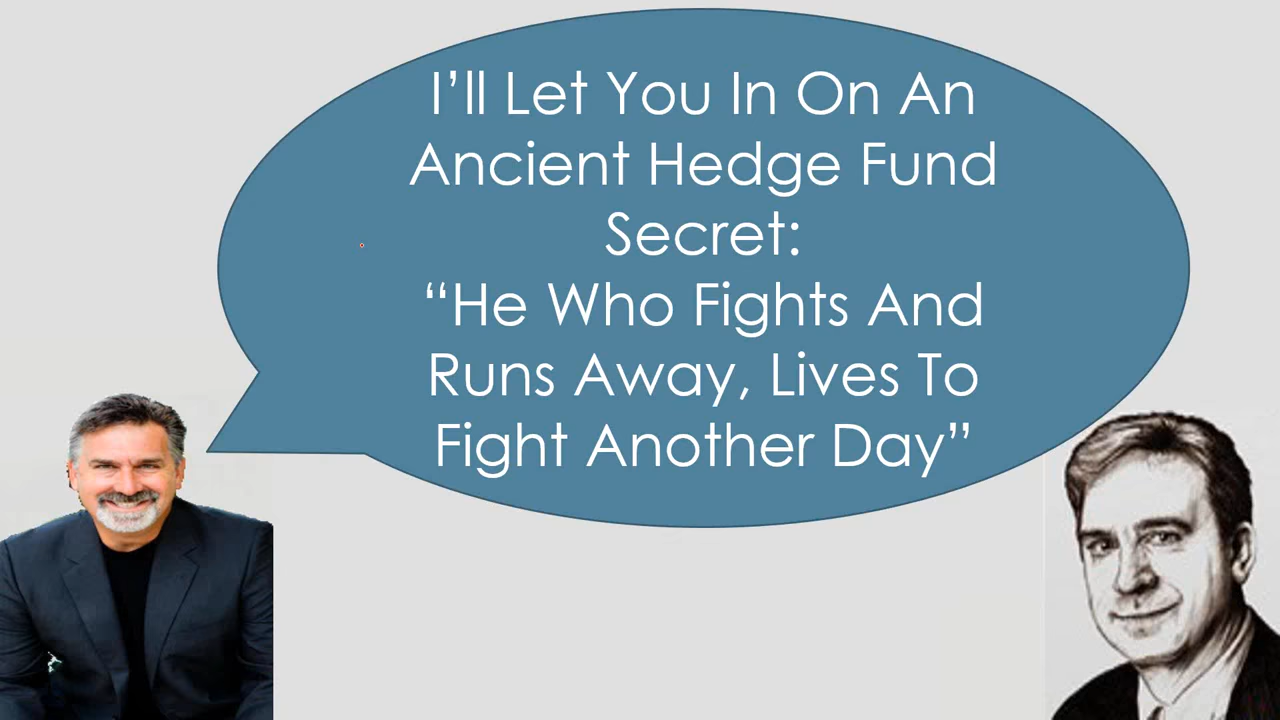 I’ll Let You In On An
Ancient Hedge Fund
Secret:
“He Who Fights And
Runs Away, Lives To
Fight Another Day”